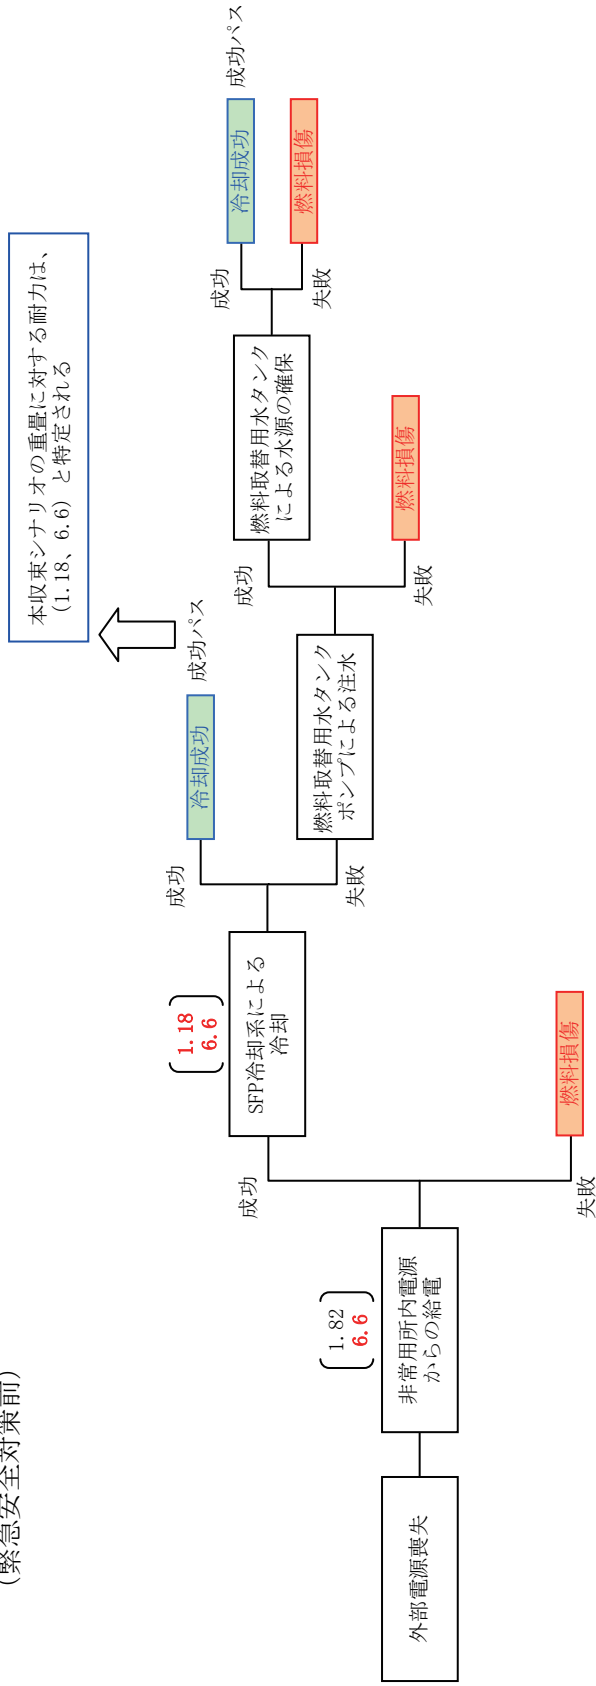 （緊急安全対策前）
本収束シナリオの重畳に対する耐力は、
(1.18、6.6) と特定される
外部電源喪失
1.82
6.6
非常用所内電源
からの給電
成功
失敗
燃料損傷
1.18
6.6
SFP冷却系による
冷却
成功
冷却成功
成功パス
失敗
燃料取替用水タンク
ポンプによる注水
成功
失敗
燃料損傷
燃料取替用水タンク
による水源の確保
成功
冷却成功
成功パス
失敗
燃料損傷